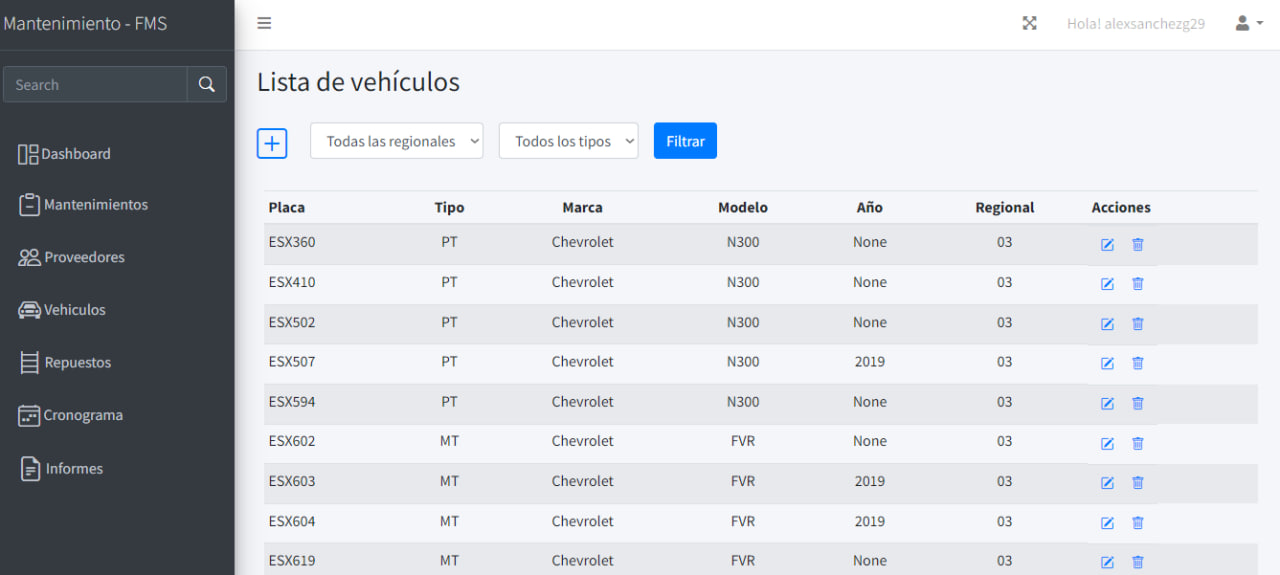 Mantenimiento - FMS
Hola! alexsanchezg29
Search
Dashboard
Mantenimientos
Proveedores
Vehiculos
Repuestos
Cronograma
Informes
Lista de vehículos
Todas las regionales
Todos los tipos
Filtrar
Placa Tipo Marca Modelo Año Regional Acciones
ESX360 PT Chevrolet N300 None 03
ESX410 PT Chevrolet N300 None 03
ESX502 PT Chevrolet N300 None 03
ESX507 PT Chevrolet N300 2019 03
ESX594 PT Chevrolet N300 None 03
ESX602 MT Chevrolet FVR None 03
ESX603 MT Chevrolet FVR 2019 03
ESX604 MT Chevrolet FVR 2019 03
ESX619 MT Chevrolet FVR None 03